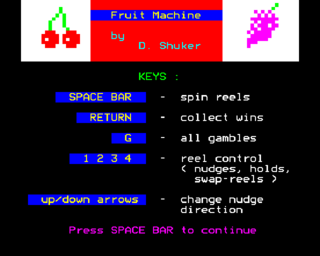 Fruit Machine
by
D. Shuker
KEYS :
SPACE BAR - spin reels
RETURN - collect wins
G - all gambles
1 2 3 4 - reel control
( nudges, holds,
swap-reels )
up/down arrows - change nudge
direction
Press SPACE BAR to continue